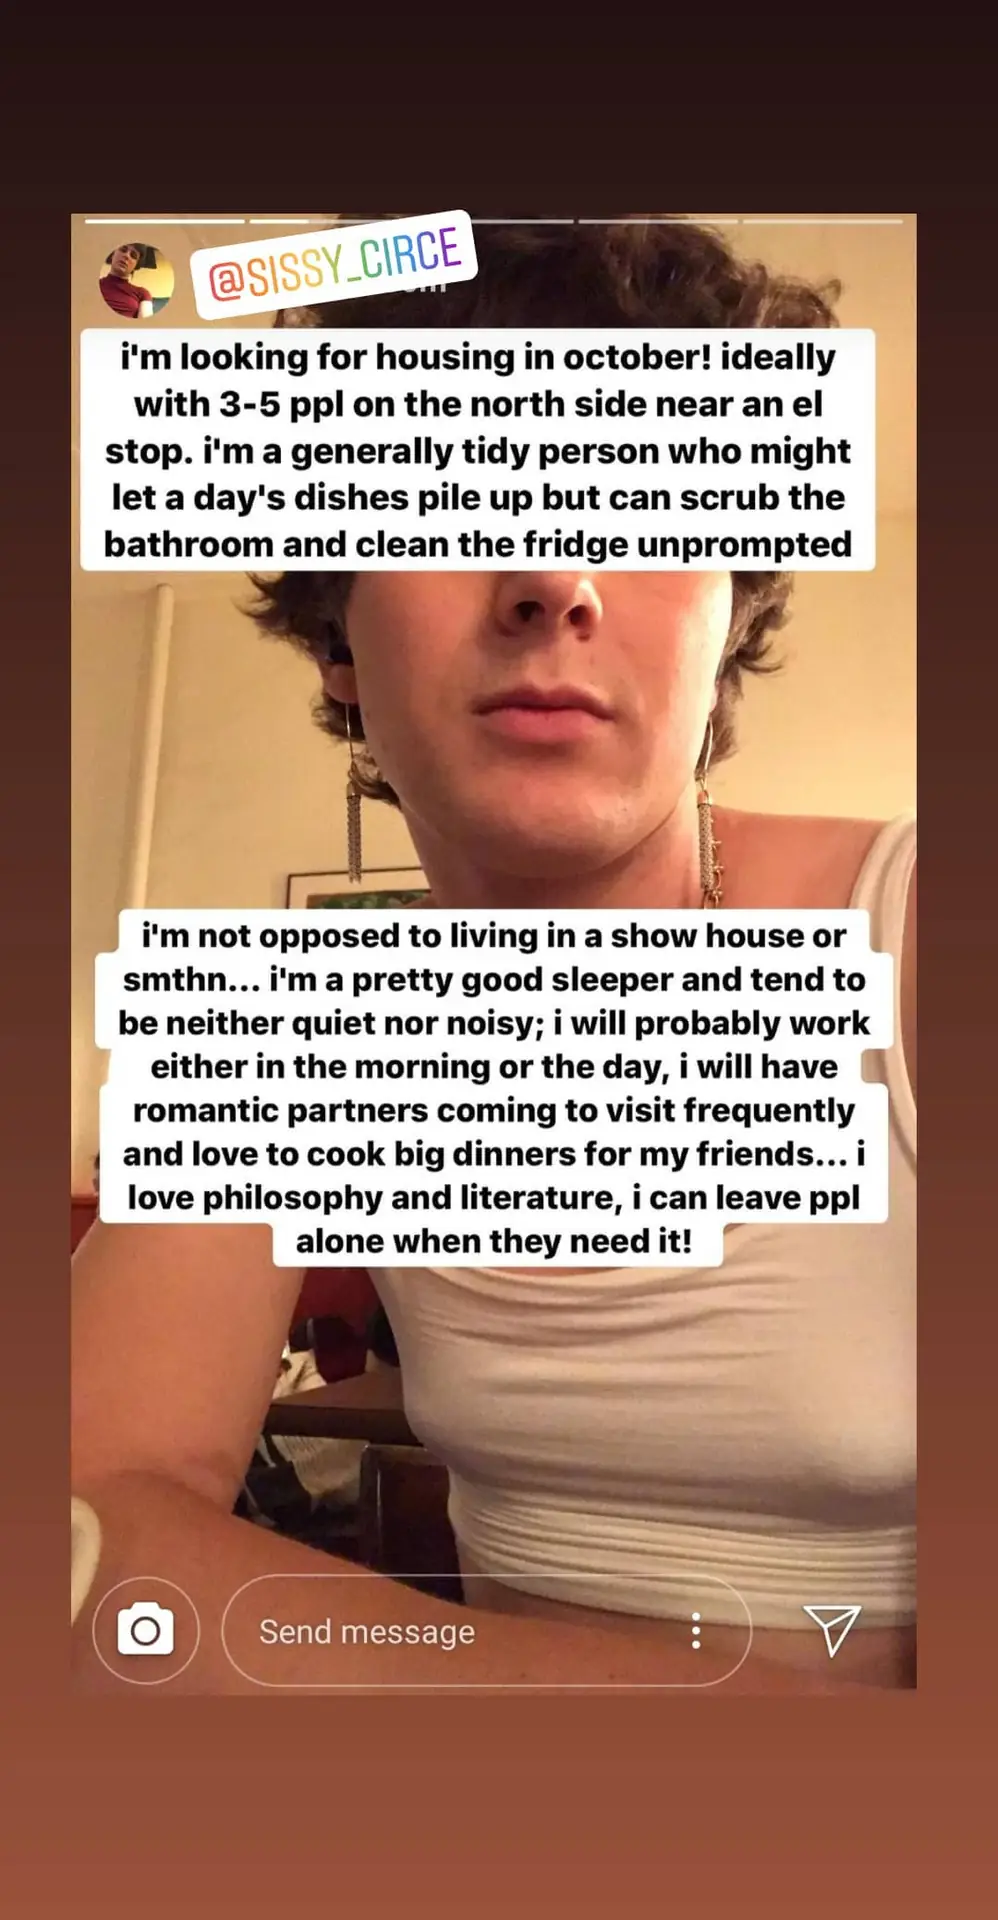 @SISSY_CIRCE
i'm looking for housing in october! ideally
with 3-5 ppl on the north side near an el
stop. i'm a generally tidy person who might
let a day's dishes pile up but can scrub the
bathroom and clean the fridge unprompted
i'm not opposed to living in a show house or
smthn... i'm a pretty good sleeper and tend to
be neither quiet nor noisy; i will probably work
either in the morning or the day, i will have
romantic partners coming to visit frequently
and love to cook big dinners for my friends... i
love philosophy and literature, i can leave ppl
alone when they need it!
Send message